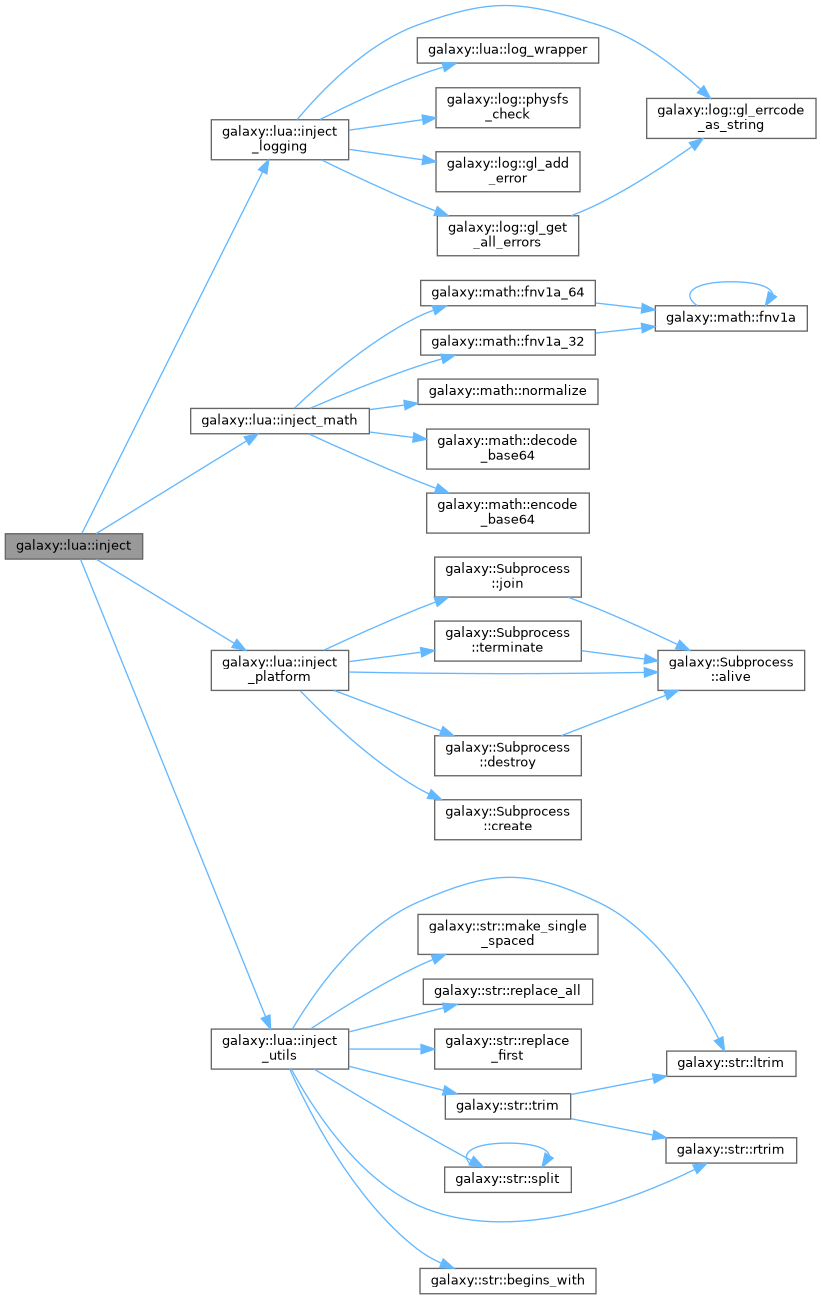 galaxy::lua::inject
galaxy::lua::inject
_logging
galaxy::lua::log_wrapper
galaxy::log::physfs
_check
galaxy::log::gl_add
_error
galaxy::log::gl_get
_all_errors
galaxy::log::gl_errcode
_as_string
galaxy::lua::inject_math
galaxy::math::fnv1a_64
galaxy::math::fnv1a_32
galaxy::math::normalize
galaxy::math::decode
_base64
galaxy::math::encode
_base64
galaxy::math::fnv1a
galaxy::lua::inject
_platform
galaxy::Subprocess
::join
galaxy::Subprocess
::terminate
galaxy::Subprocess
::destroy
galaxy::Subprocess
::create
galaxy::Subprocess
::alive
galaxy::lua::inject
_utils
galaxy::str::make_single
_spaced
galaxy::str::replace_all
galaxy::str::replace
_first
galaxy::str::trim
galaxy::str::split
galaxy::str::begins_with
galaxy::str::ltrim
galaxy::str::rtrim